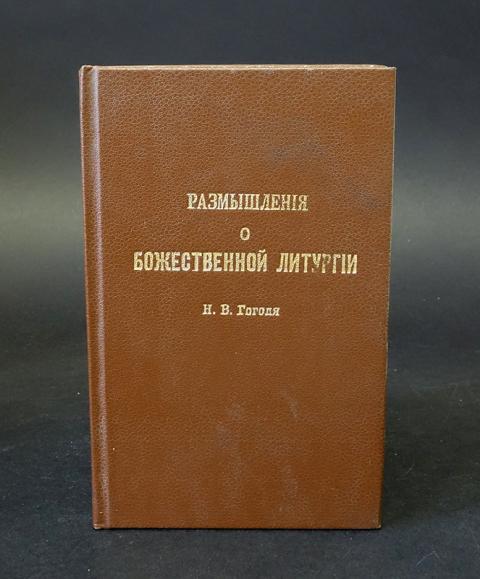 РАЗМЫШЛЕНІЯ
О
БОЖЕСТВЕННОЙ ЛИТУРГІИ
Н. В. Гоголя